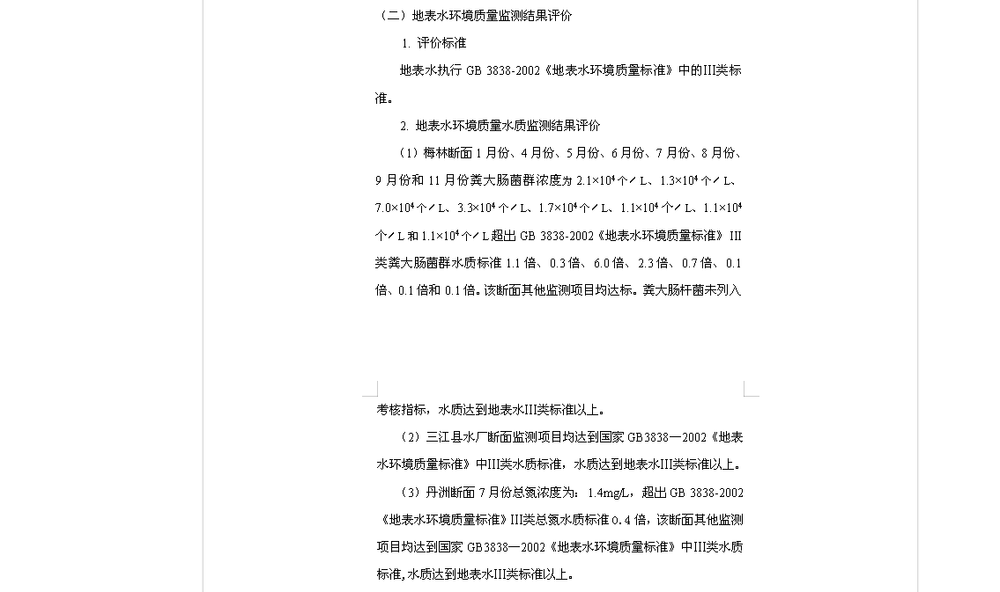 （二）地表水环境质量监测结果评价
1. 评价标准
地表水执行 GB 3838-2002《地表水环境质量标准》中的III类标
准。
2. 地表水环境质量水质监测结果评价
（1）梅林断面 1 月份、4 月份、5 月份、6 月份、7 月份、8 月份、
9 月份和 11 月份粪大肠菌群浓度为 2.1×10⁴个／L、1.3×10⁴个／L、
7.0×10⁴个／L、3.3×10⁴个／L、1.7×10⁴个／L、1.1×10⁴个／L、1.1×10⁴
个／L 和 1.1×10⁴个／L 超出 GB 3838-2002《地表水环境质量标准》III
类粪大肠菌群水质标准 1.1 倍、0.3 倍、6.0 倍、2.3 倍、0.7 倍、0.1
倍、0.1 倍和 0.1 倍。该断面其他监测项目均达标。粪大肠杆菌未列入
考核指标，水质达到地表水III类标准以上。
（2）三江县水厂断面监测项目均达到国家 GB3838—2002《地表
水环境质量标准》中III类水质标准，水质达到地表水III类标准以上。
（3）丹洲断面 7 月份总氮浓度为：1.4mg/L，超出 GB 3838-2002
《地表水环境质量标准》III类总氮水质标准 0.4 倍，该断面其他监测
项目均达到国家 GB3838—2002《地表水环境质量标准》中III类水质
标准,水质达到地表水III类标准以上。